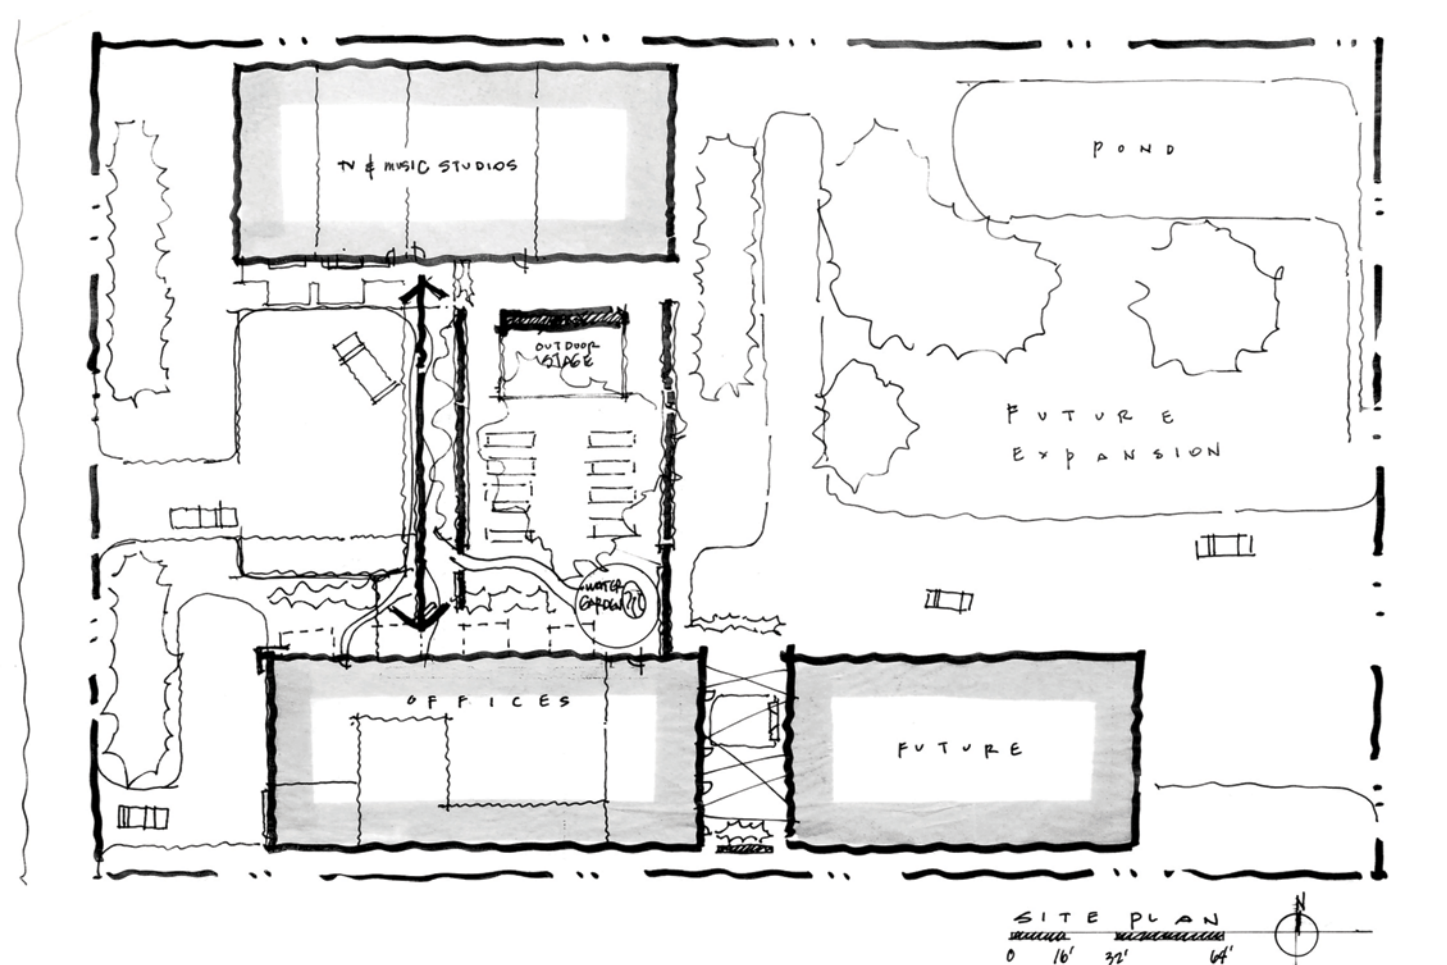 TV & MUSIC STUDIOS
POND
OUTDOOR
STAGE
FUTURE
EXPANSION
WATER
GARDEN
OFFICES
FUTURE
SITE PLAN
N
0 16' 32' 64'